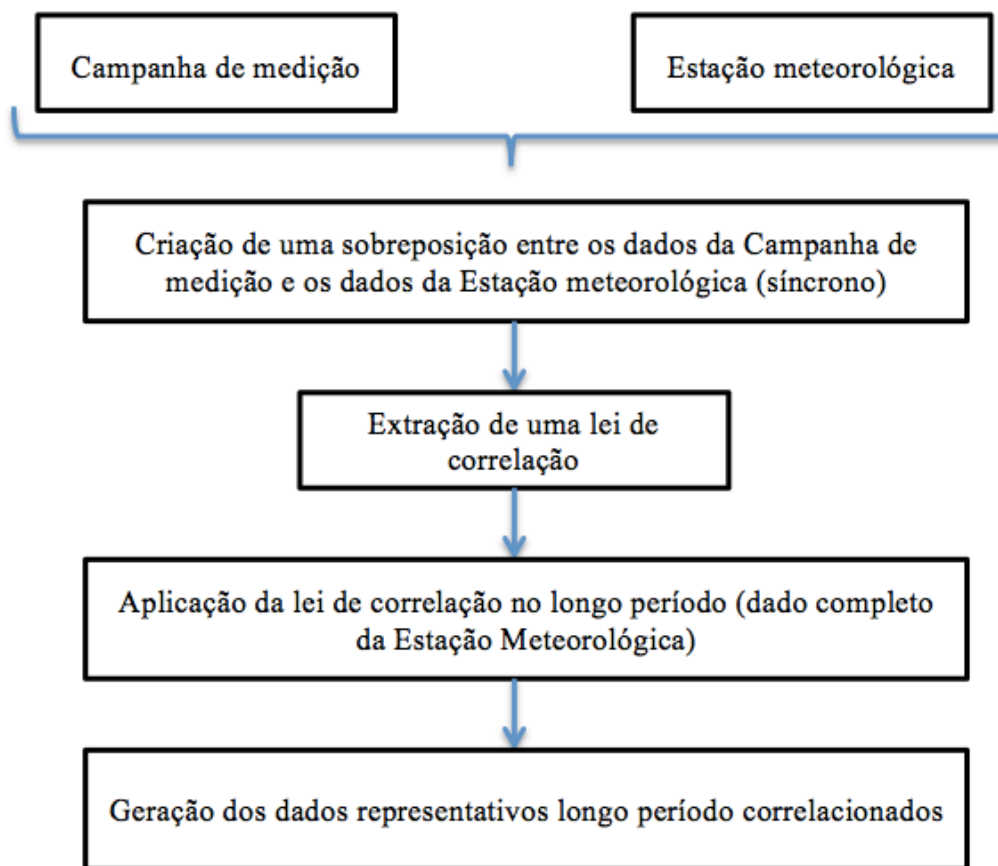 Campanha de medição
Estação meteorológica
Criação de uma sobreposição entre os dados da Campanha de
medição e os dados da Estação meteorológica (síncrono)
Extração de uma lei de
correlação
Aplicação da lei de correlação no longo período (dado completo
da Estação Meteorológica)
Geração dos dados representativos longo período correlacionados